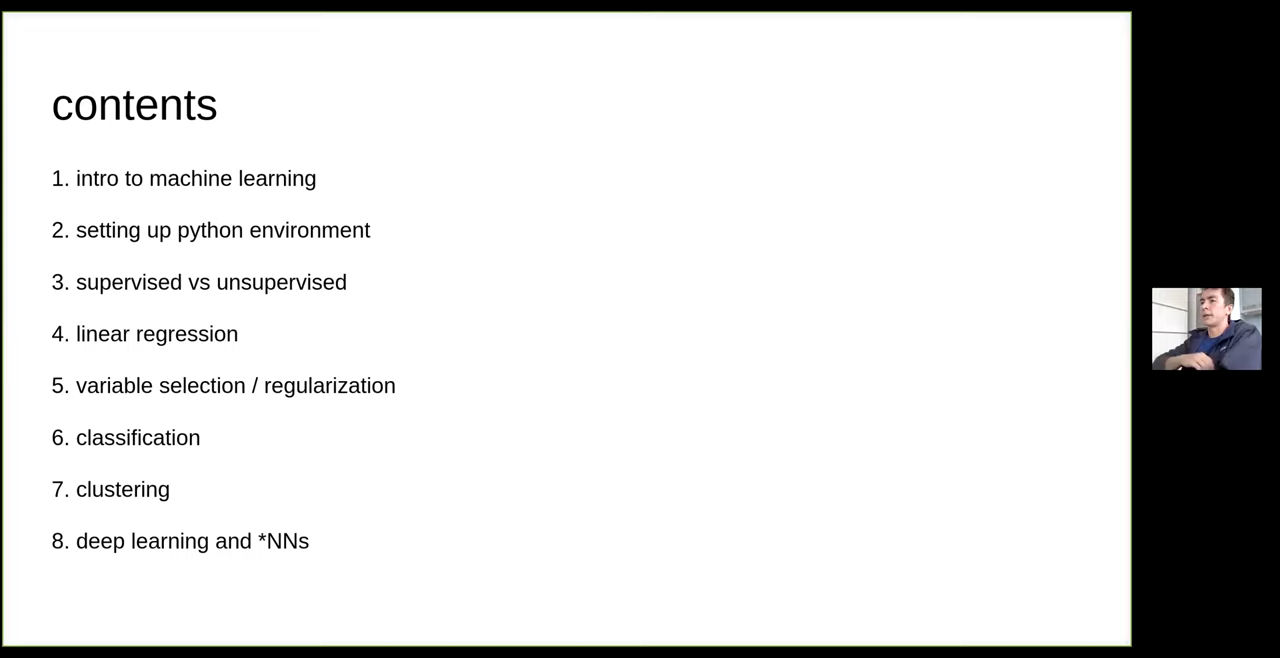 contents
1. intro to machine learning
2. setting up python environment
3. supervised vs unsupervised
4. linear regression
5. variable selection / regularization
6. classification
7. clustering
8. deep learning and *NNs